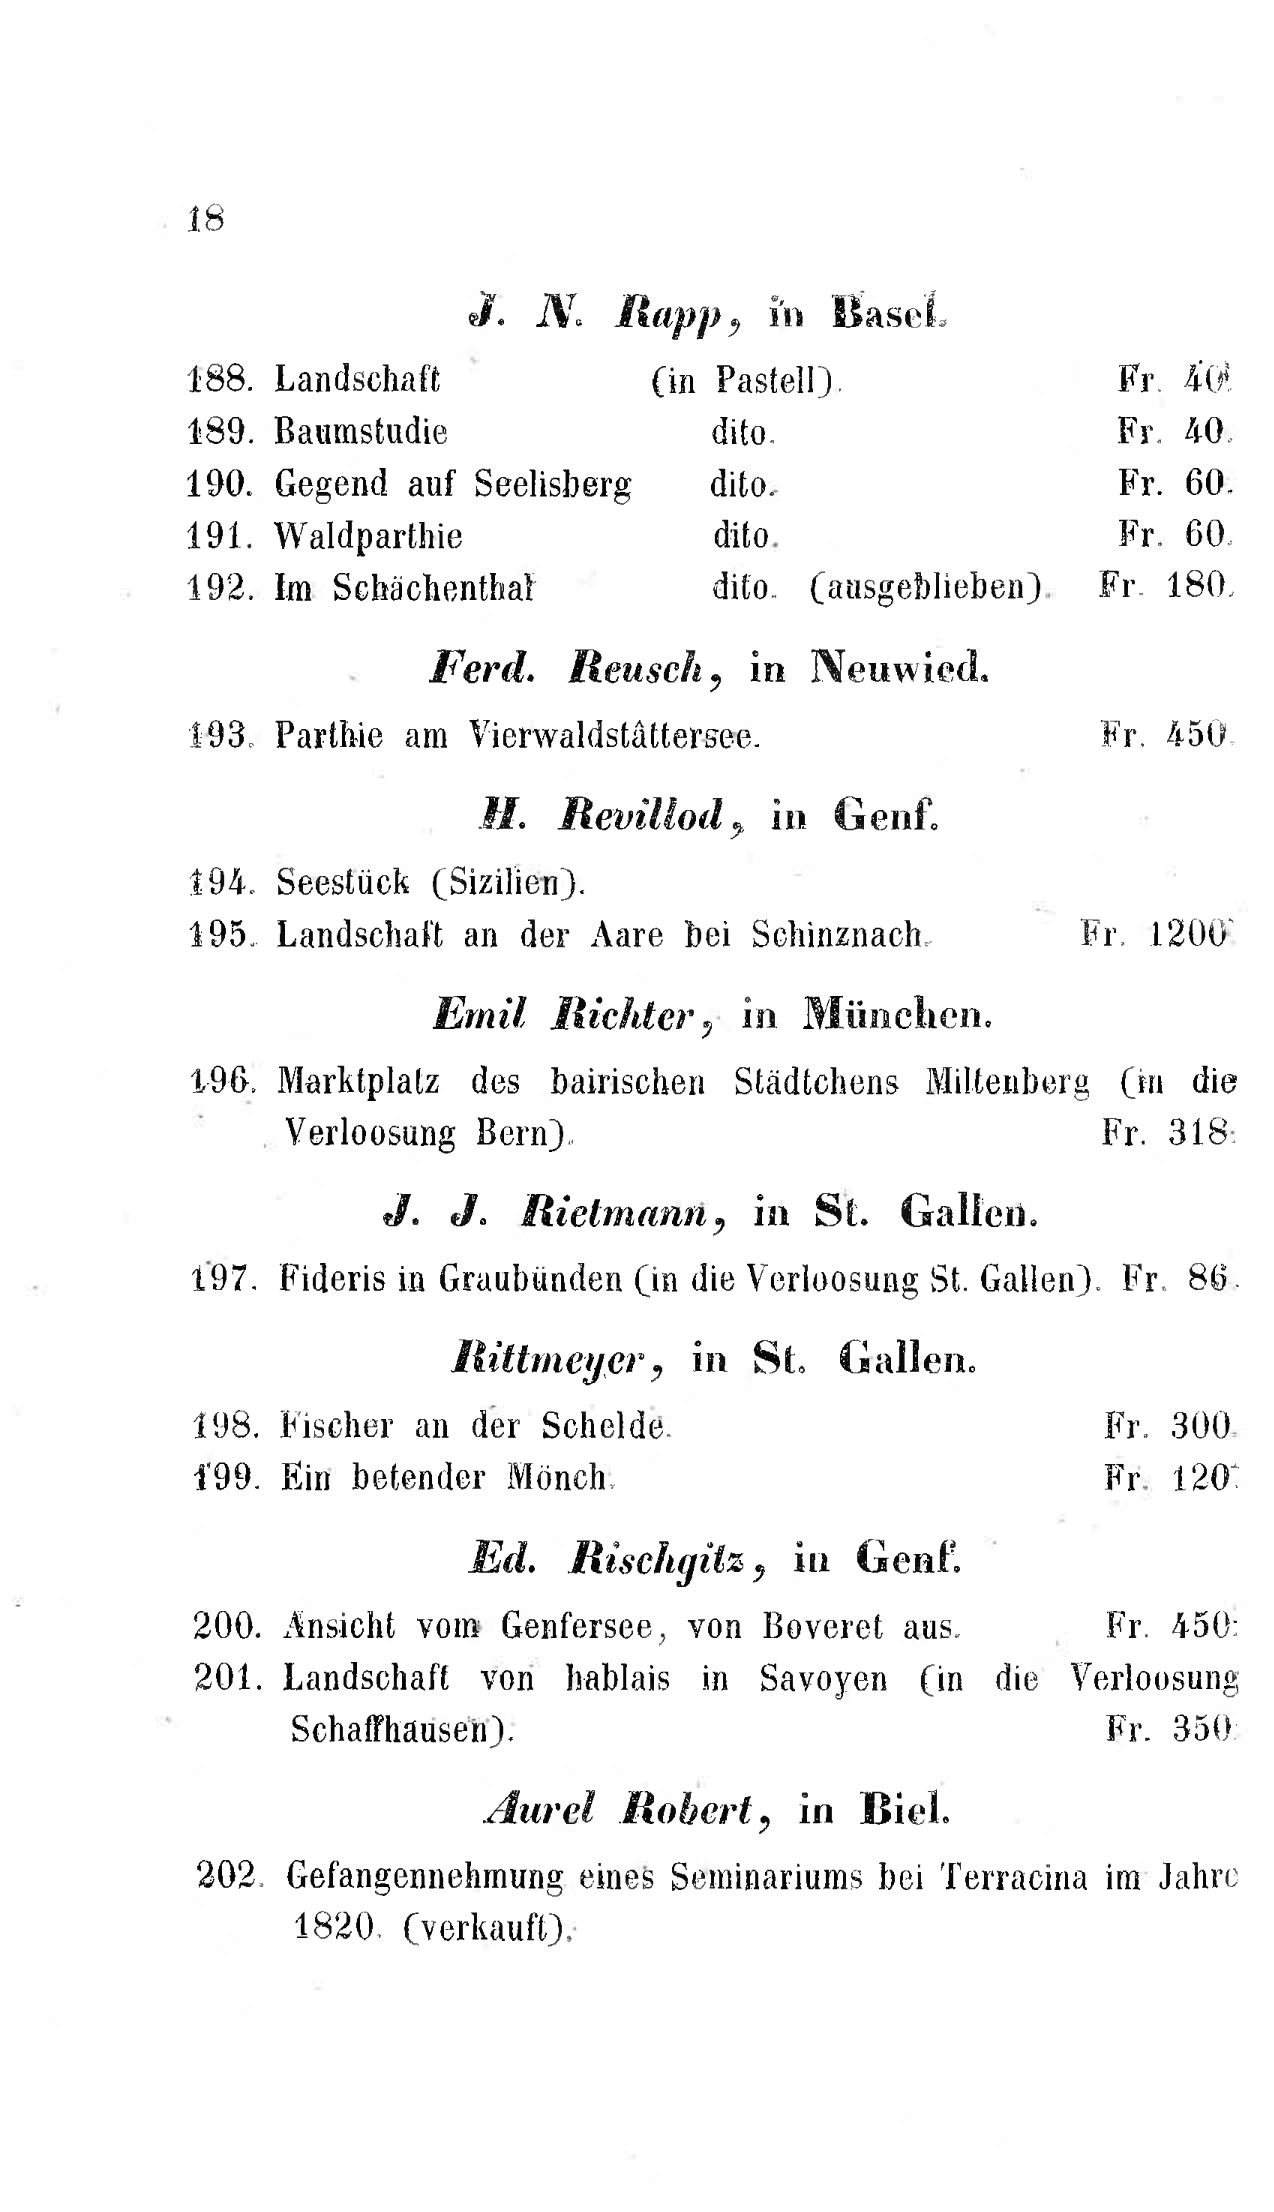 18
J. N. Rapp, in Basel.
188. Landschaft (in Pastell). Fr. 40.
189. Baumstudie dito. Fr. 40.
190. Gegend auf Seelisberg dito. Fr. 60.
191. Waldparthie dito. Fr. 60.
192. Im Schächenthal dito. (ausgeblieben). Fr. 180.
Ferd. Reusch, in Neuwied.
193. Parthie am Vierwaldstâttersee. Fr. 450.
H. Revillod, in Genf.
194. Seestück (Sizilien).
195. Landschaft an der Aare bei Schinznach. Fr. 1200.
Emil Richter, in München.
196. Marktplatz des bairischen Städtchens Miltenberg (in die
Verloosung Bern). Fr. 318.
J. J. Rietmann, in St. Gallen.
197. Fideris in Graubünden (in die Verloosung St. Gallen). Fr. 86.
Rittmeyer, in St. Gallen.
198. Fischer an der Schelde. Fr. 300.
199. Ein betender Mönch. Fr. 120.
Ed. Rischgitz, in Genf.
200. Ansicht vom Genfersee, von Boveret aus. Fr. 450.
201. Landschaft von hablais in Savoyen (in die Verloosung
Schaffhausen). Fr. 350.
Aurel Robert, in Biel.
202. Gefangennehmung eines Seminariums bei Terracina im Jahre
1820. (verkauft).